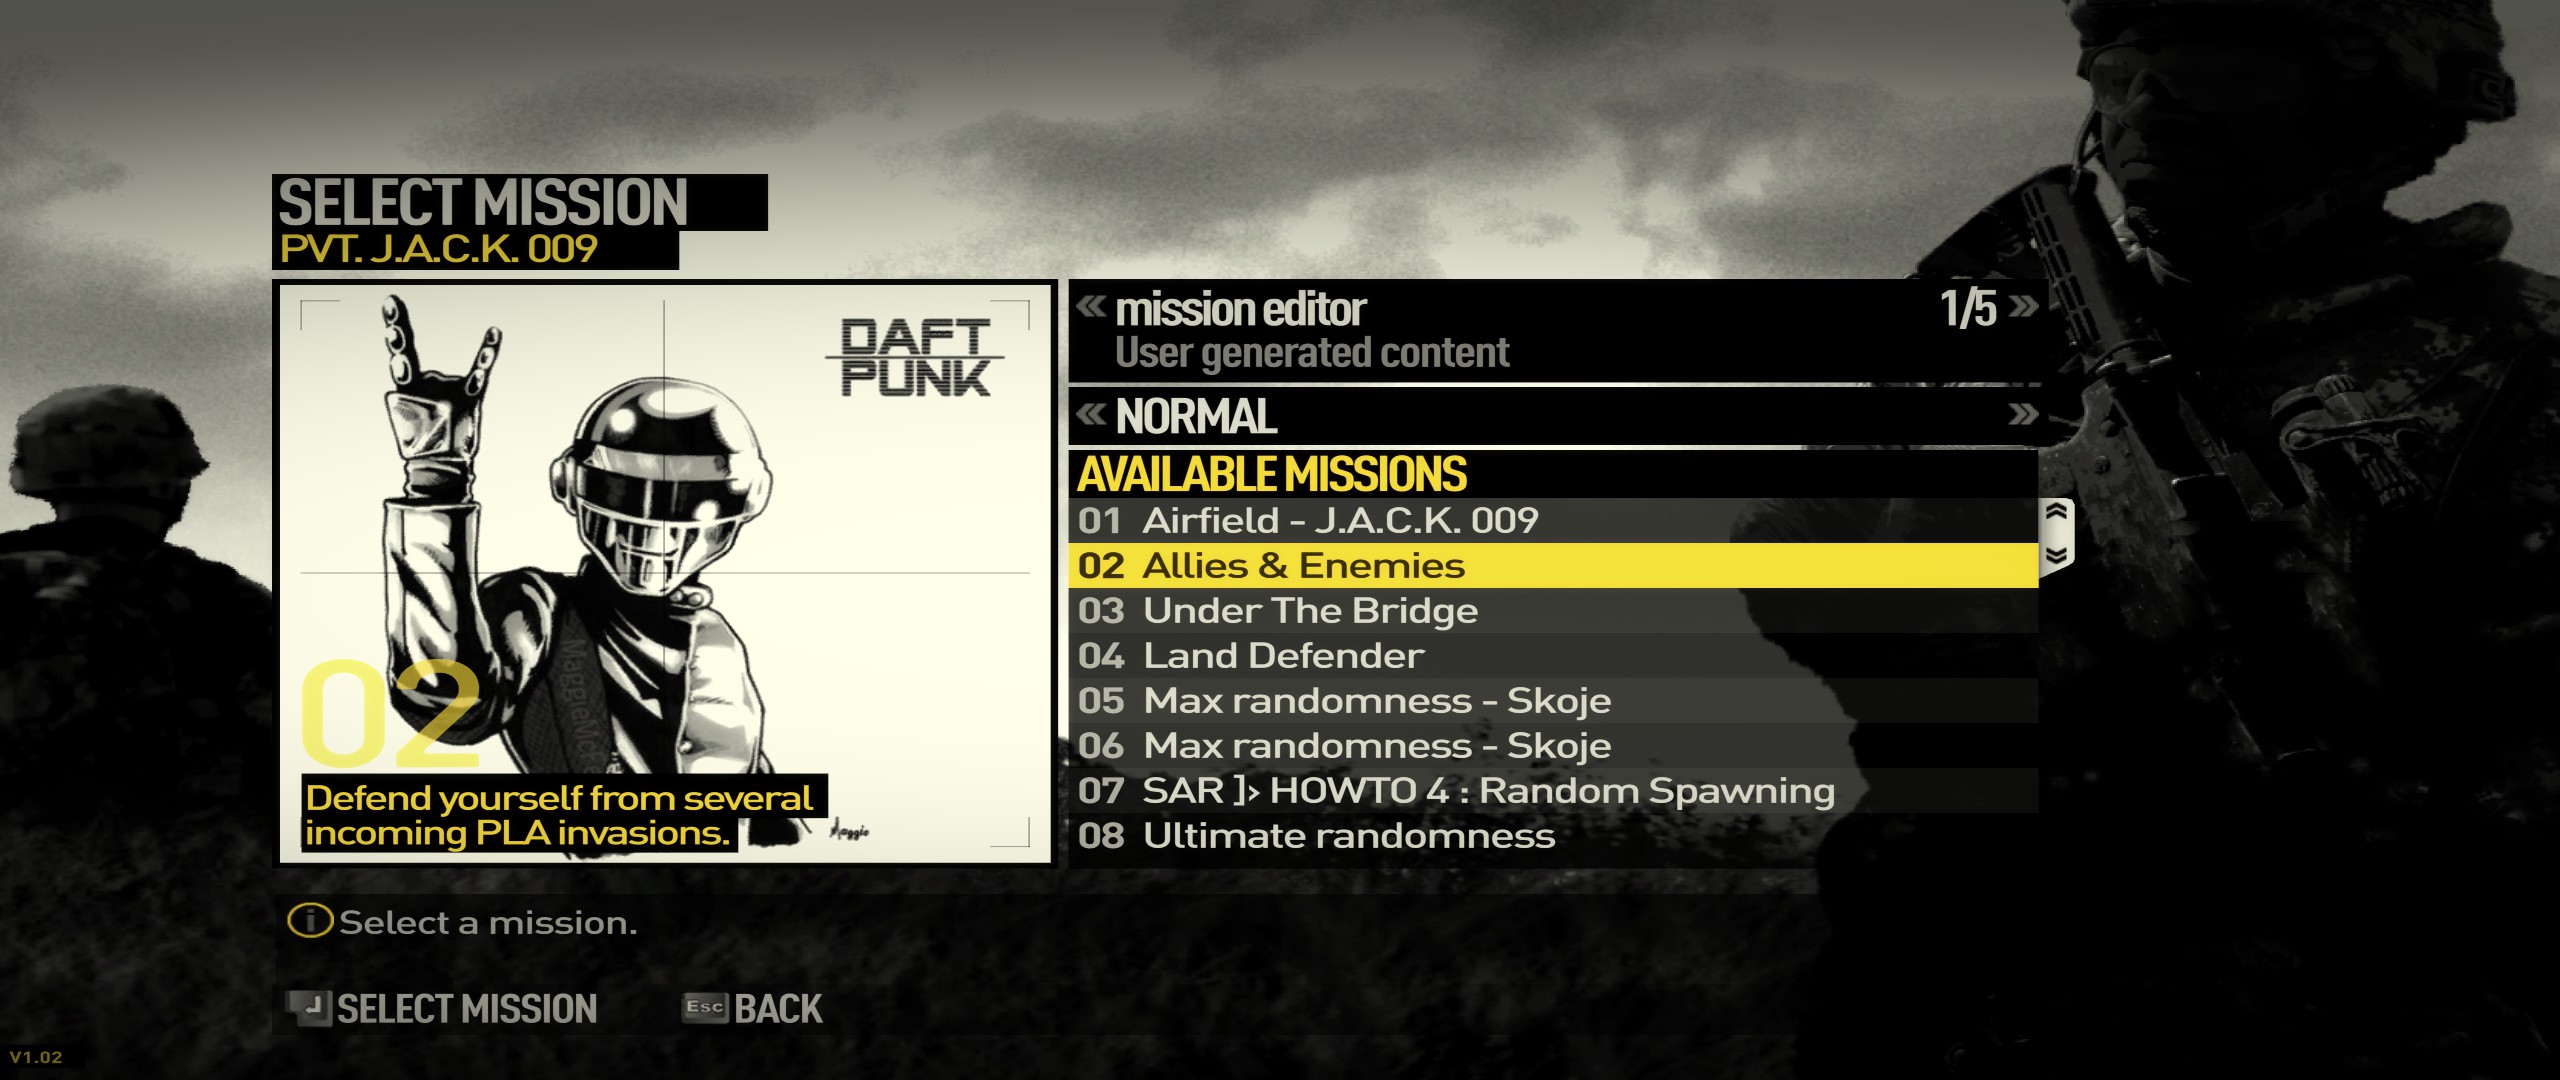 SELECT MISSION
PVT. J.A.C.K. 009
DAFT
PUNK
02
Defend yourself from several
incoming PLA invasions.
Maggie
« mission editor 1/5 »
User generated content
« NORMAL »
AVAILABLE MISSIONS
01 Airfield - J.A.C.K. 009
02 Allies & Enemies
03 Under The Bridge
04 Land Defender
05 Max randomness - Skoje
06 Max randomness - Skoje
07 SAR ]› HOWTO 4 : Random Spawning
08 Ultimate randomness
i Select a mission.
SELECT MISSION
Esc BACK
V1.02